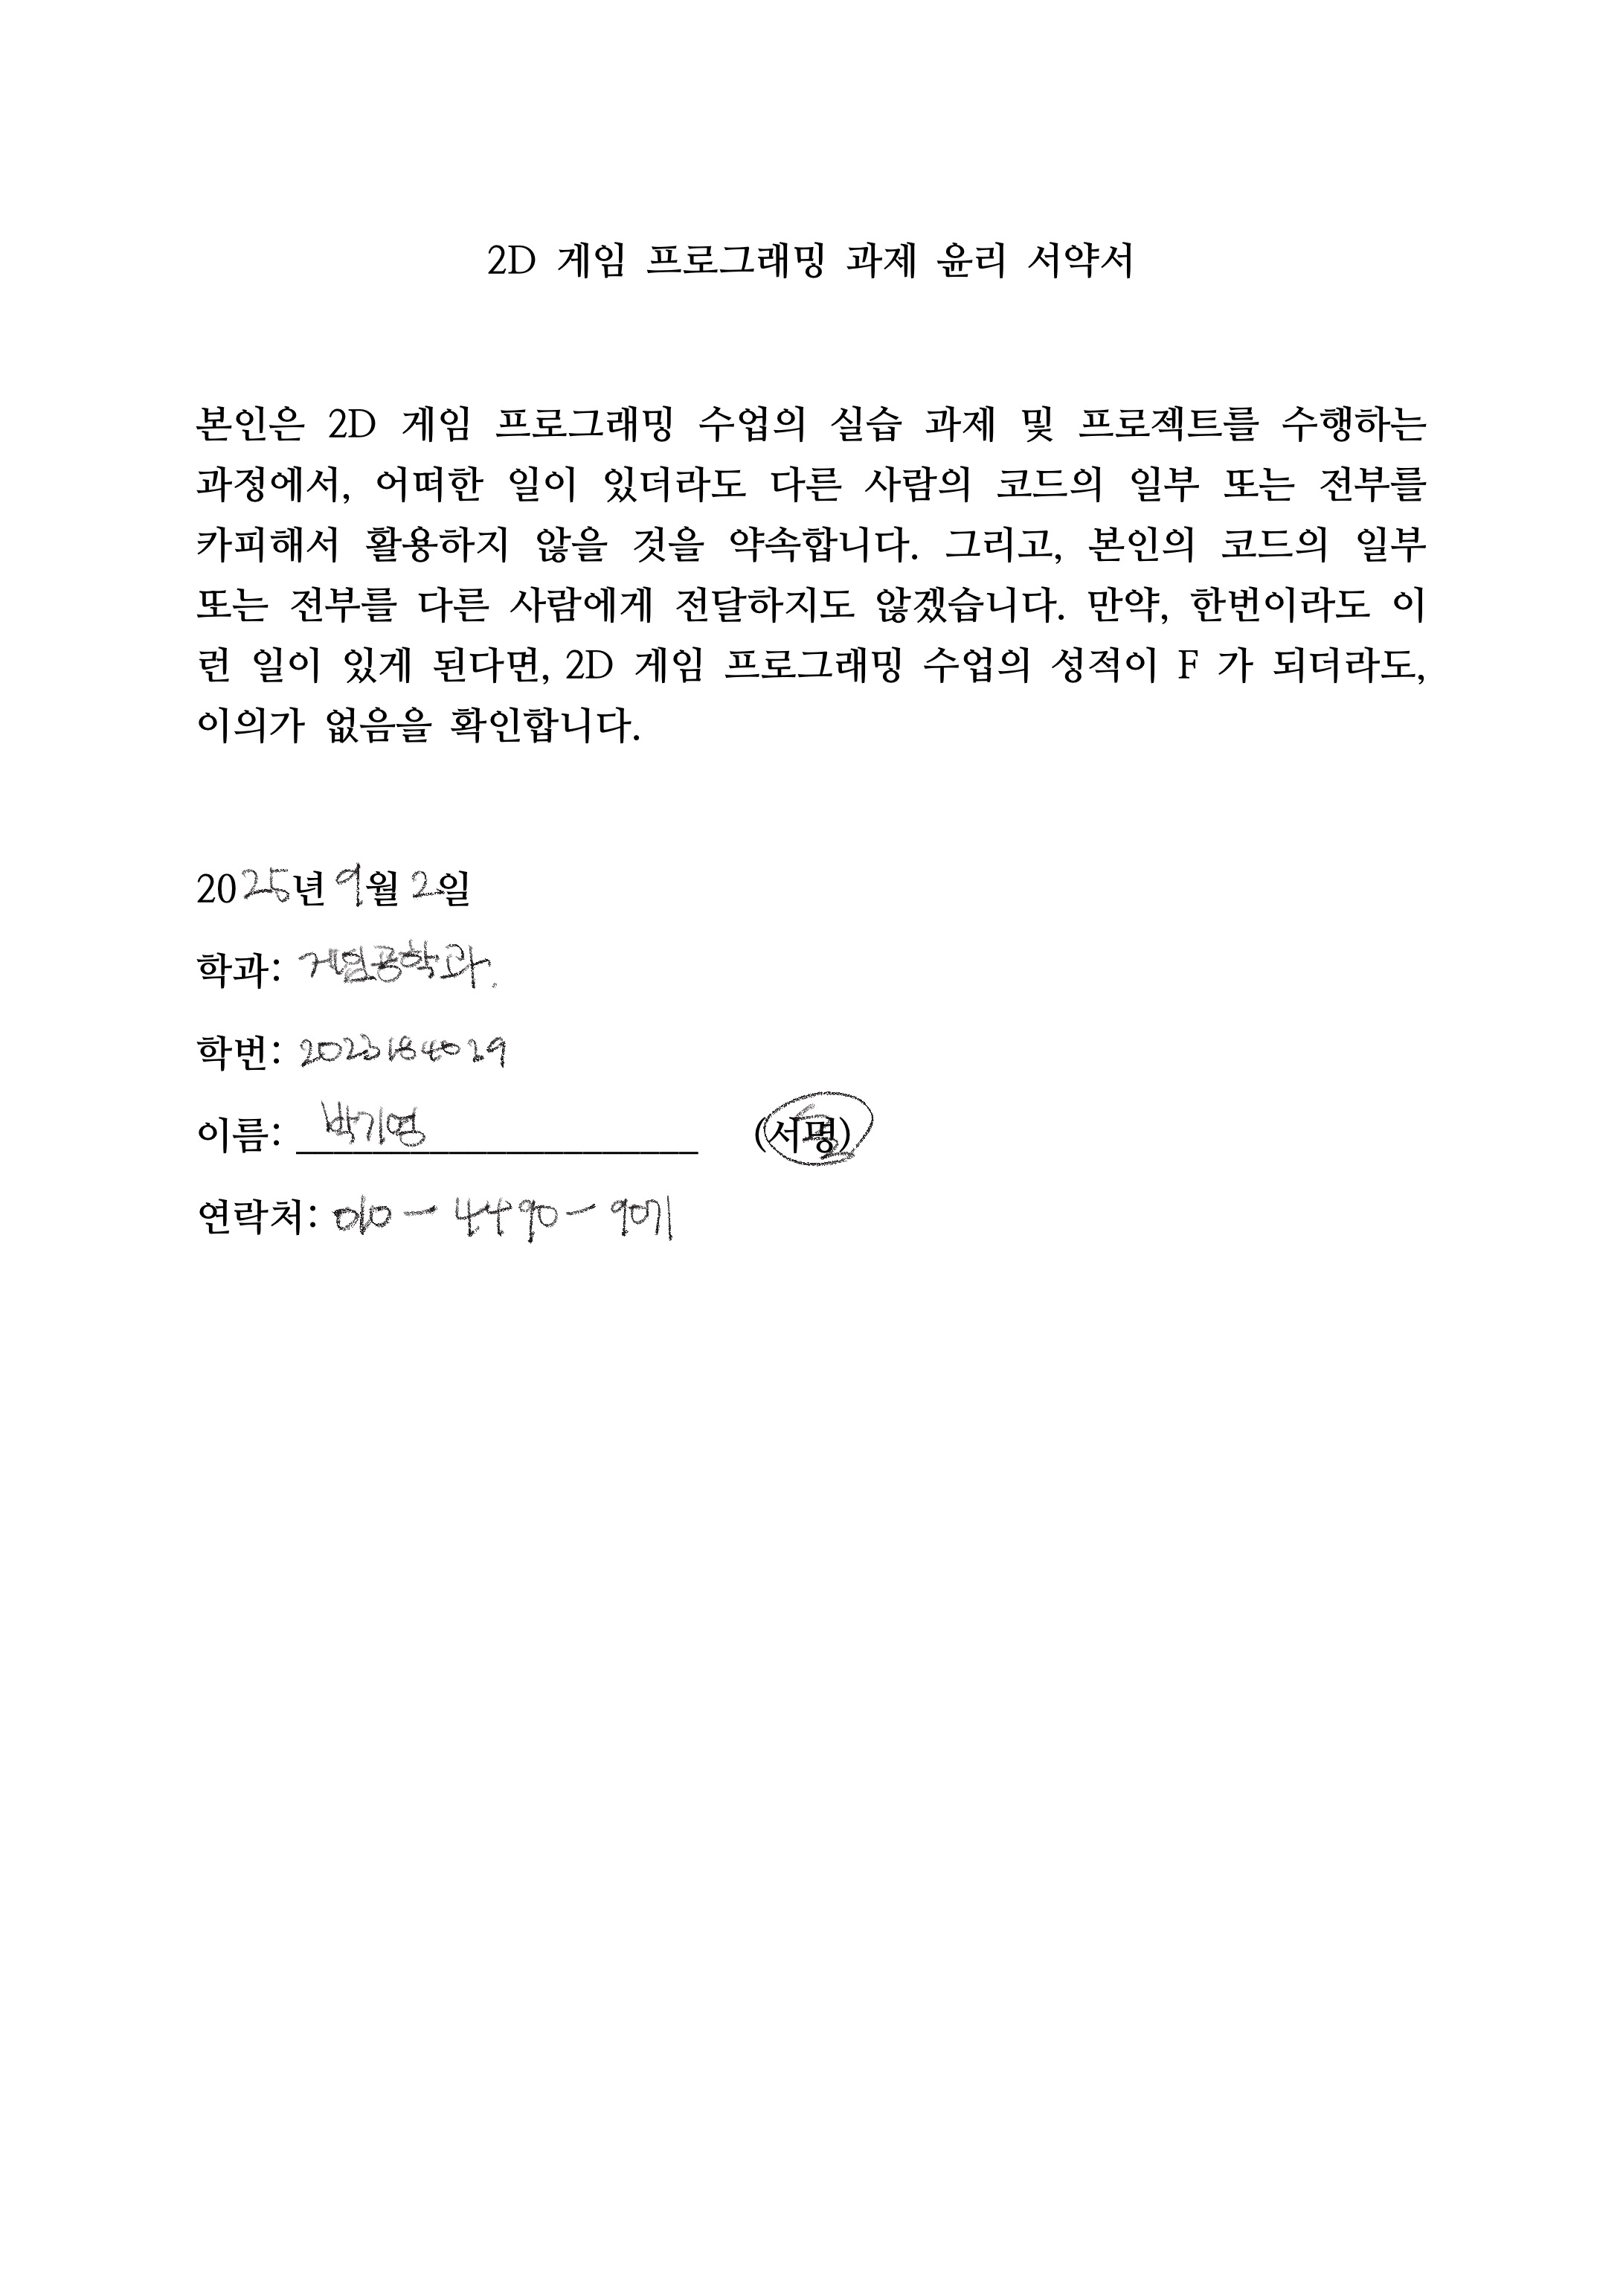 2D 게임 프로그래밍 과제 윤리 서약서
본인은 2D 게임 프로그래밍 수업의 실습 과제 및 프로젝트를 수행하는
과정에서, 어떠한 일이 있더라도 다른 사람의 코드의 일부 또는 전부를
카피해서 활용하지 않을 것을 약속합니다. 그리고, 본인의 코드의 일부
또는 전부를 다른 사람에게 전달하지도 않겠습니다. 만약, 한번이라도 이
런 일이 있게 된다면, 2D 게임 프로그래밍 수업의 성적이 F 가 되더라도,
이의가 없음을 확인합니다.
2025년 9월 2일
학과: 게임공학과.
학번: 2023184029
이름: 박기영 (서명)
연락처: 010-4490-9071